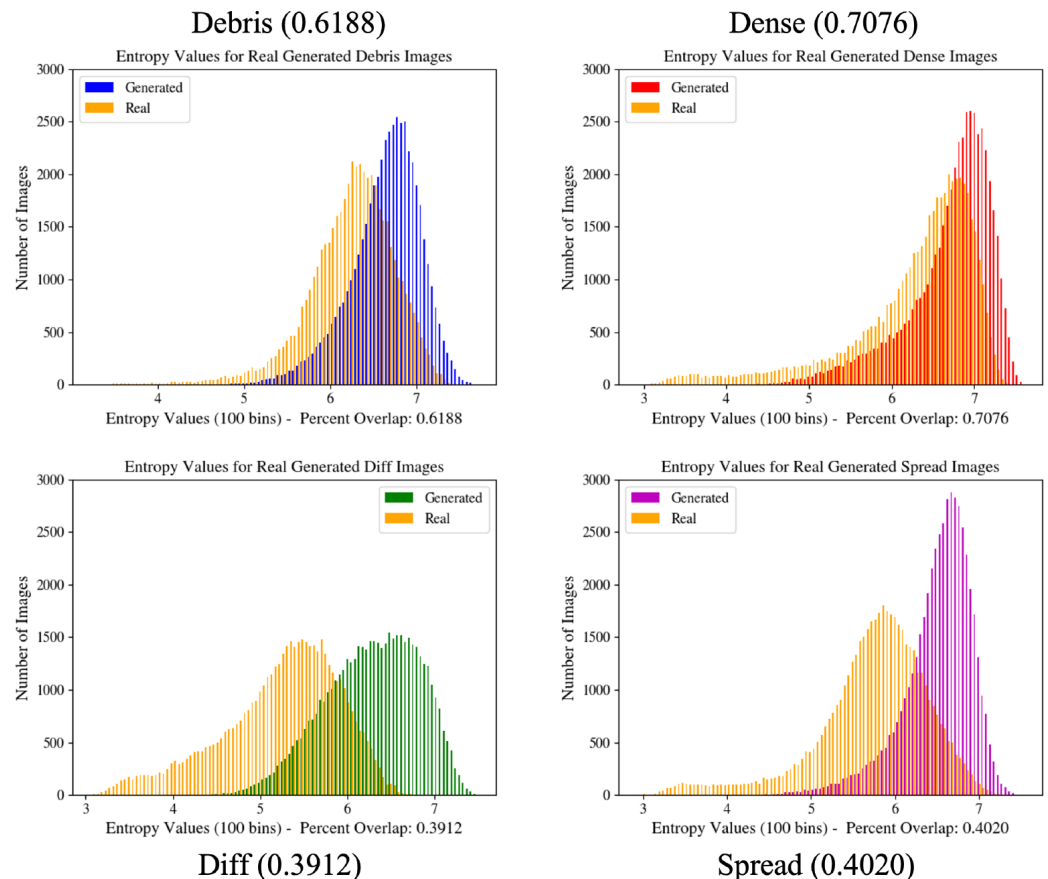 Debris (0.6188)
Entropy Values for Real Generated Debris Images
3000
2500
2000
1500
1000
500
0
Number of Images
Generated
Real
4 5 6 7
Entropy Values (100 bins) - Percent Overlap: 0.6188
Dense (0.7076)
Entropy Values for Real Generated Dense Images
3000
2500
2000
1500
1000
500
0
Number of Images
Generated
Real
3 4 5 6 7
Entropy Values (100 bins) - Percent Overlap: 0.7076
Entropy Values for Real Generated Diff Images
3000
2500
2000
1500
1000
500
0
Number of Images
Generated
Real
3 4 5 6 7
Entropy Values (100 bins) - Percent Overlap: 0.3912
Diff (0.3912)
Entropy Values for Real Generated Spread Images
3000
2500
2000
1500
1000
500
0
Number of Images
Generated
Real
3 4 5 6 7
Entropy Values (100 bins) - Percent Overlap: 0.4020
Spread (0.4020)